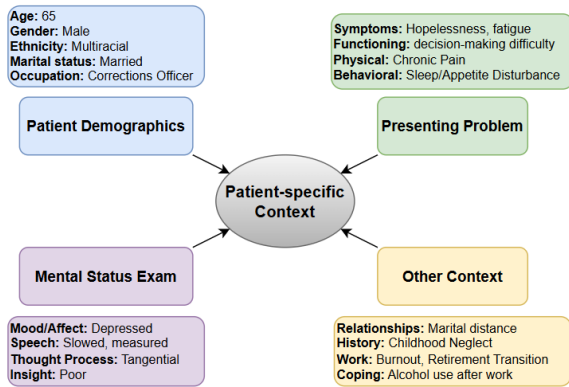 Age: 65
Gender: Male
Ethnicity: Multiracial
Marital status: Married
Occupation: Corrections Officer
Symptoms: Hopelessness, fatigue
Functioning: decision-making difficulty
Physical: Chronic Pain
Behavioral: Sleep/Appetite Disturbance
Patient Demographics
Presenting Problem
Patient-specific
Context
Mental Status Exam
Other Context
Mood/Affect: Depressed
Speech: Slowed, measured
Thought Process: Tangential
Insight: Poor
Relationships: Marital distance
History: Childhood Neglect
Work: Burnout, Retirement Transition
Coping: Alcohol use after work